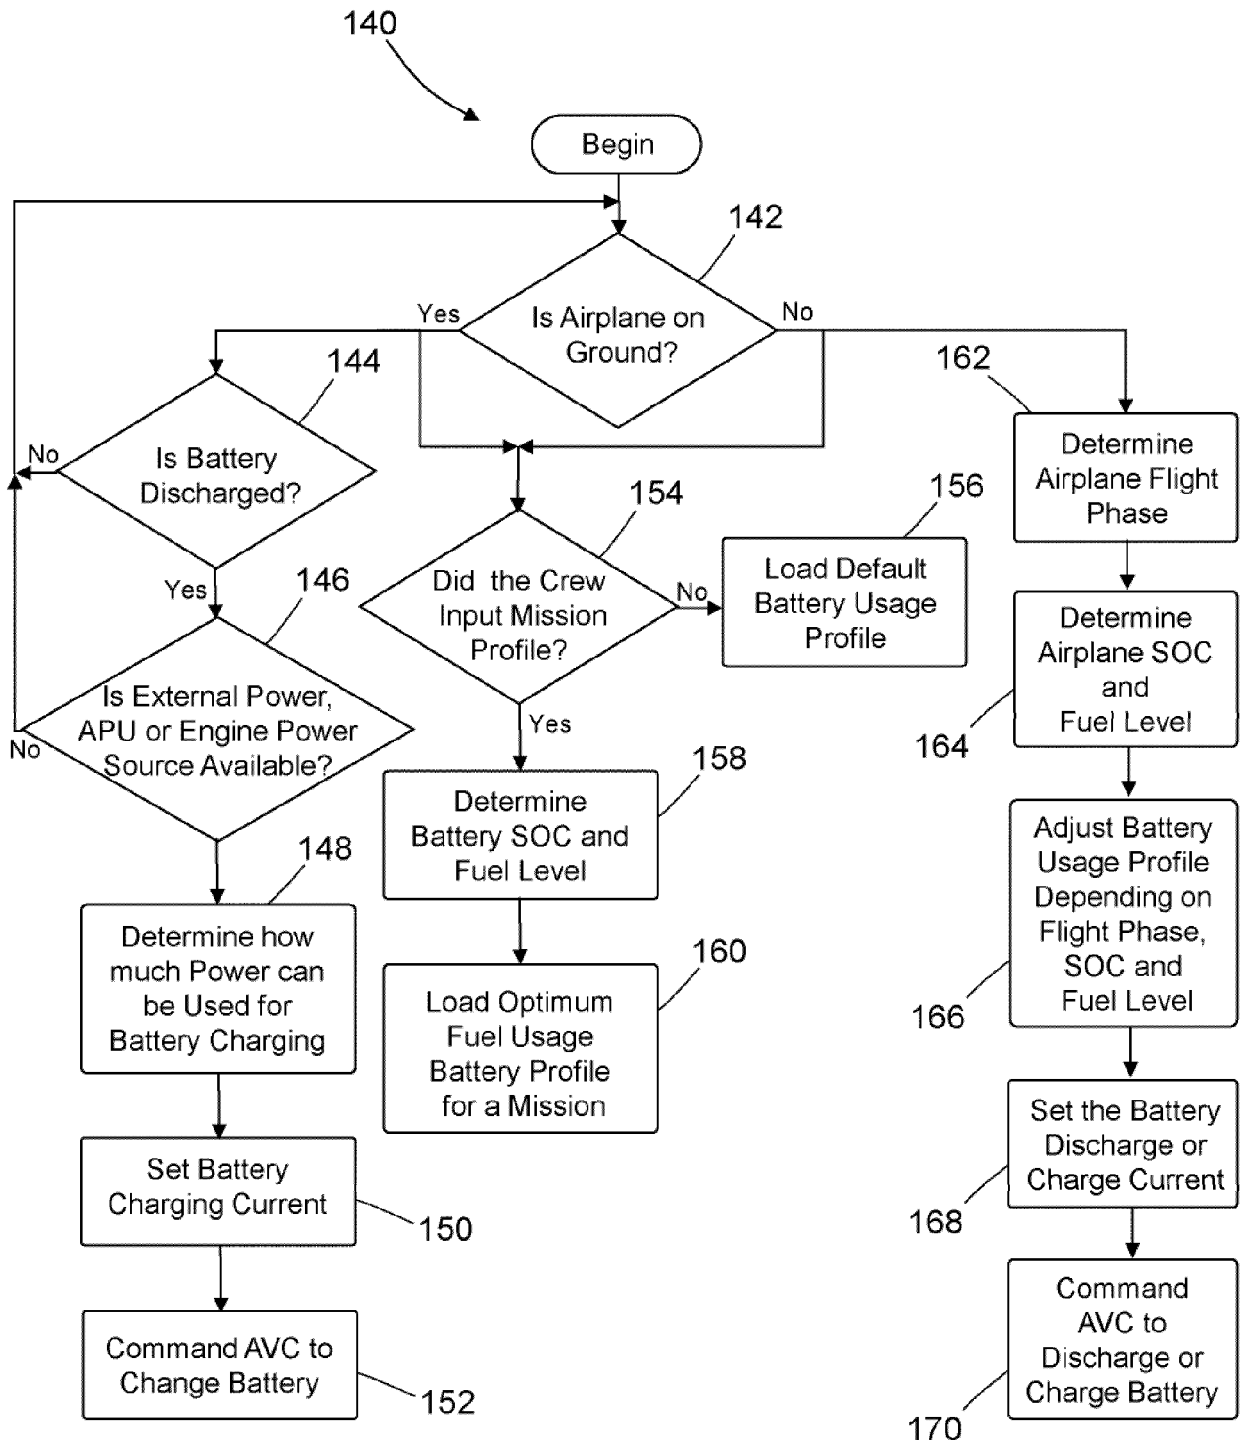 140
Begin
142
Is Airplane on
Ground?
Yes
No
144
Is Battery
Discharged?
No
Yes
146
Is External Power,
APU or Engine Power
Source Available?
No
148
Determine how
much Power can
be Used for
Battery Charging
Set Battery
Charging Current
150
Command AVC to
Change Battery
152
154
Did the Crew
Input Mission
Profile?
No
Yes
156
Load Default
Battery Usage
Profile
158
Determine
Battery SOC and
Fuel Level
160
Load Optimum
Fuel Usage
Battery Profile
for a Mission
162
Determine
Airplane Flight
Phase
Determine
Airplane SOC
and
Fuel Level
164
Adjust Battery
Usage Profile
Depending on
Flight Phase,
SOC and
Fuel Level
166
Set the Battery
Discharge or
Charge Current
168
Command
AVC to
Discharge or
Charge Battery
170